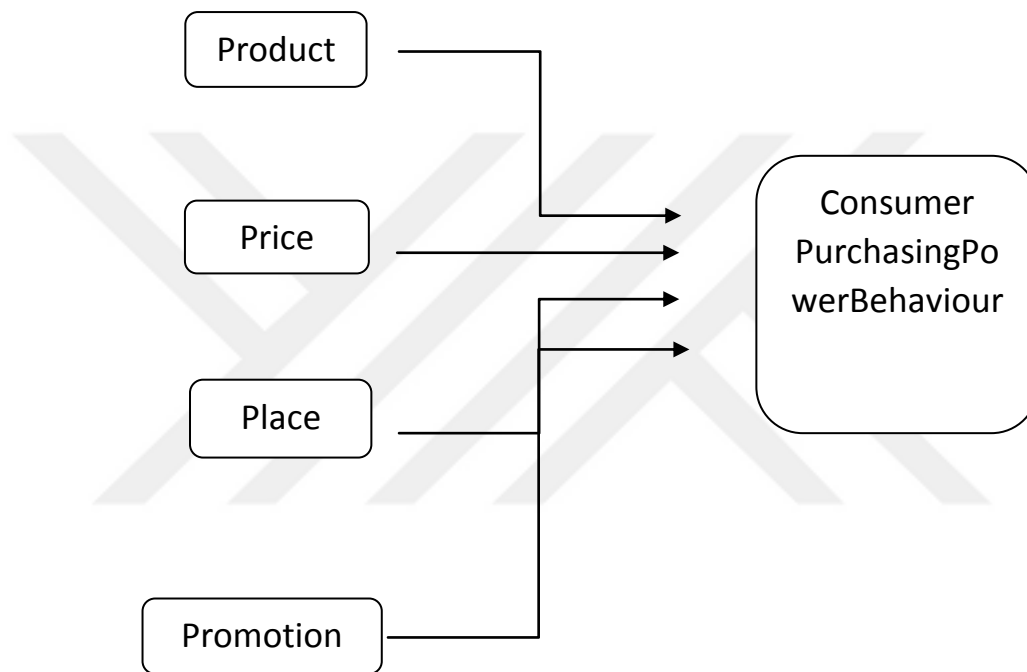 Product
Price
Place
Promotion
Consumer
PurchasingPo
werBehaviour